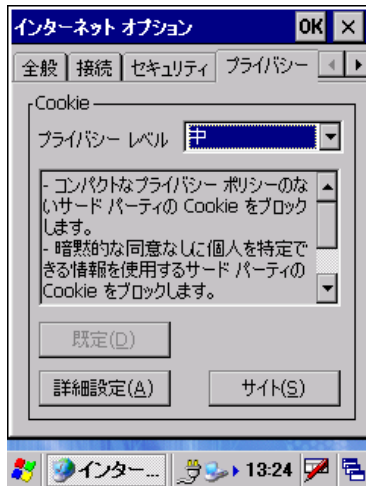 インターネット オプション OK ×
全般 接続 セキュリティ プライバシー
Cookie
プライバシー レベル 中
- コンパクトなプライバシー ポリシーのな
いサード パーティの Cookie をブロック
します。
- 暗黙的な同意なしに個人を特定で
きる情報を使用するサード パーティの
Cookie をブロックします。
既定(D)
詳細設定(A) サイト(S)
インター... 13:24